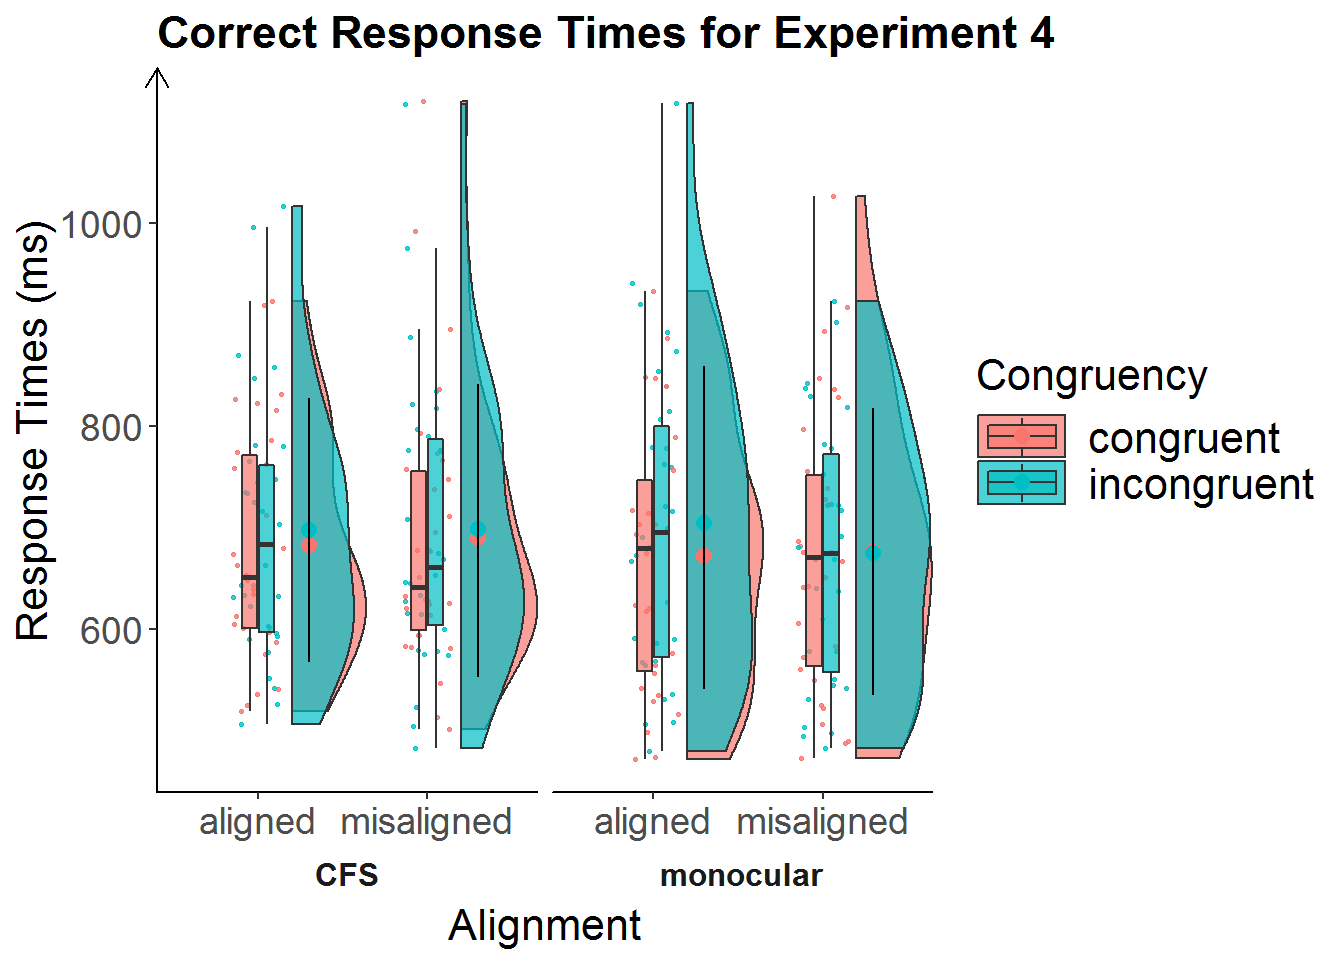 Correct Response Times for Experiment 4
Response Times (ms)
1000
800
600
aligned misaligned aligned misaligned
CFS monocular
Alignment
Congruency
congruent
incongruent